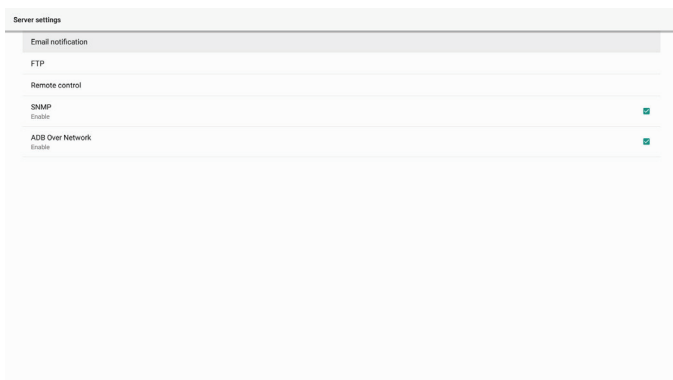 Server settings
Email notification
FTP
Remote control
SNMP
Enable
ADB Over Network
Enable